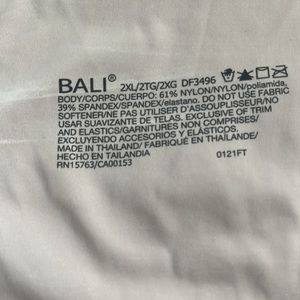 BALI® 2XL/2TG/2XG DF3496
BODY/CORPS/CUERPO: 61% NYLON/NYLON/poliamida,
39% SPANDEX/SPANDEX/elastano. DO NOT USE FABRIC
SOFTENER/NE PAS UTILISER D'ASSOUPLISSEUR/NO
USAR SUAVIZANTE DE TELAS. EXCLUSIVE OF TRIM
AND ELASTICS/GARNITURES NON COMPRISES/
EXCLUYENDO ACCESORIOS Y ELÁSTICOS.
MADE IN THAILAND/FABRIQUÉ EN THAÏLANDE/
HECHO EN TAILANDIA
RN15763/CA00153 0121FT